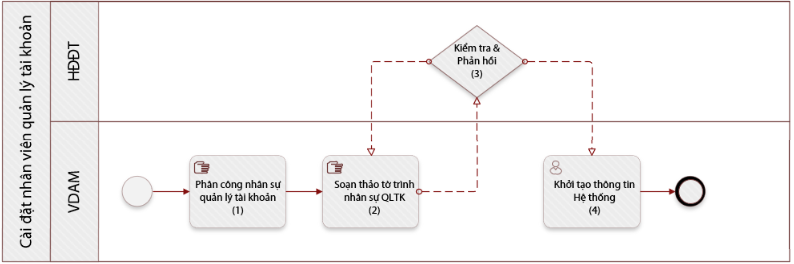 Cài đặt nhân viên quản lý tài khoản
HĐĐT
Kiểm tra &
Phản hồi
(3)
VDAM
Phân công nhân sự
quản lý tài khoản
(1)
Soạn thảo tờ trình
nhân sự QLTK
(2)
Khởi tạo thông tin
Hệ thống
(4)